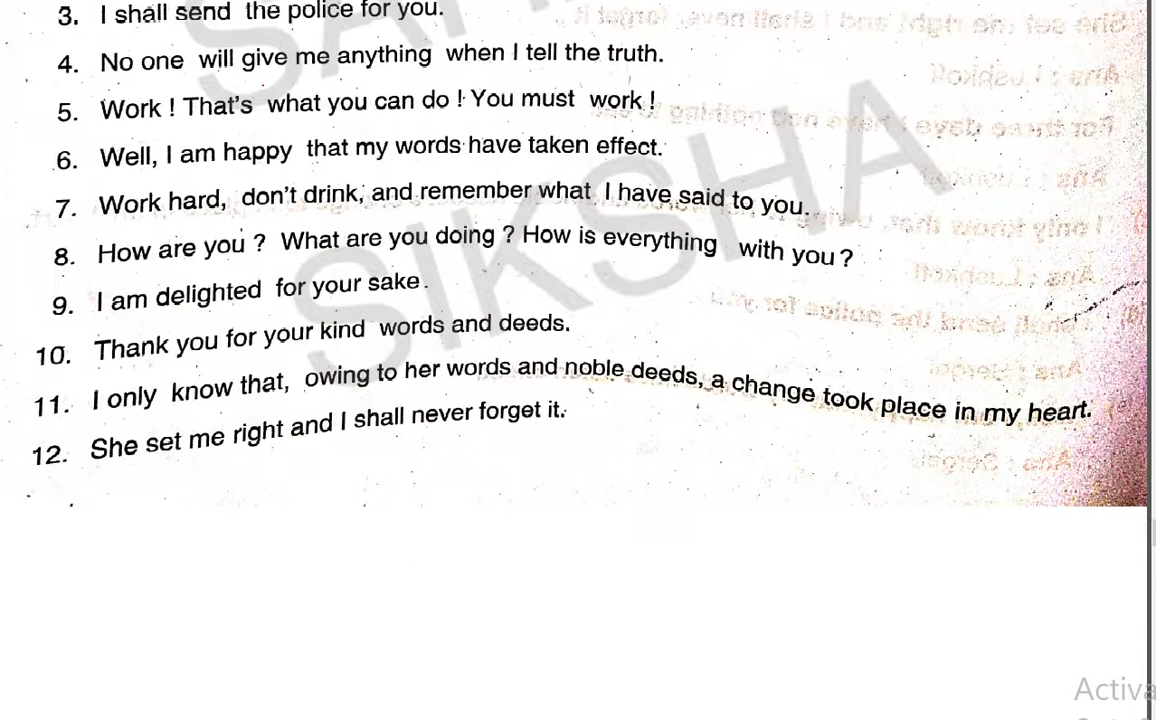 3. I shall send the police for you.
4. No one will give me anything when I tell the truth.
5. Work ! That's what you can do ! You must work !
6. Well, I am happy that my words have taken effect.
7. Work hard, don't drink, and remember what I have said to you.
8. How are you ? What are you doing ? How is everything with you ?
9. I am delighted for your sake.
10. Thank you for your kind words and deeds.
11. I only know that, owing to her words and noble deeds, a change took place in my heart.
12. She set me right and I shall never forget it.
SIKSHA
Activa